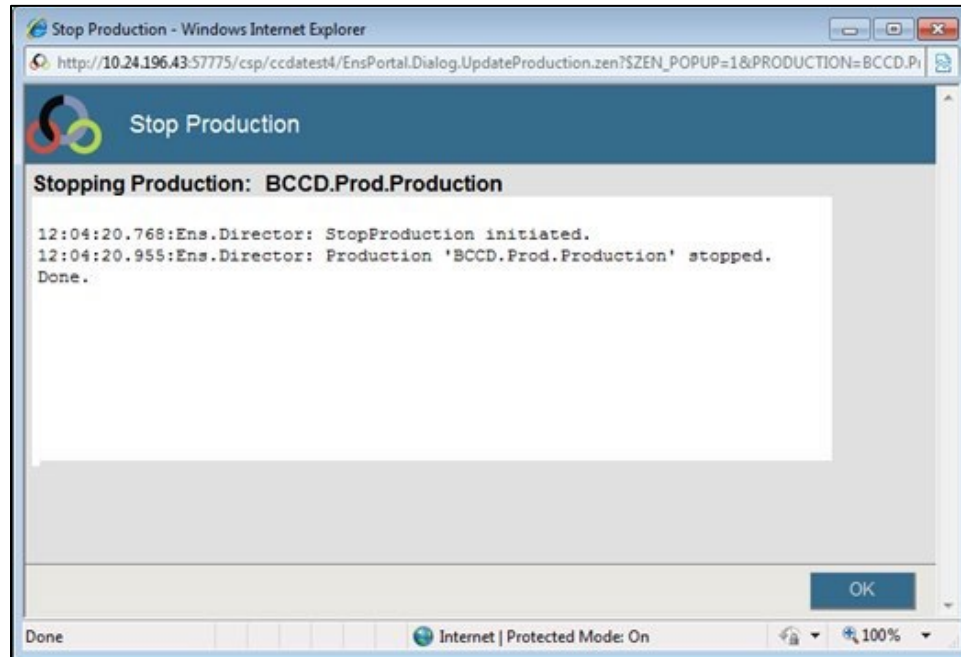 Stop Production - Windows Internet Explorer
http://10.24.196.43:57775/csp/ccdatest4/EnsPortal.Dialog.UpdateProduction.zen?$ZEN_POPUP=1&PRODUCTION=BCCD.Pr
Stop Production
Stopping Production: BCCD.Prod.Production
12:04:20.768:Ens.Director: StopProduction initiated.
12:04:20.955:Ens.Director: Production 'BCCD.Prod.Production' stopped.
Done.
OK
Done
Internet | Protected Mode: On
100%